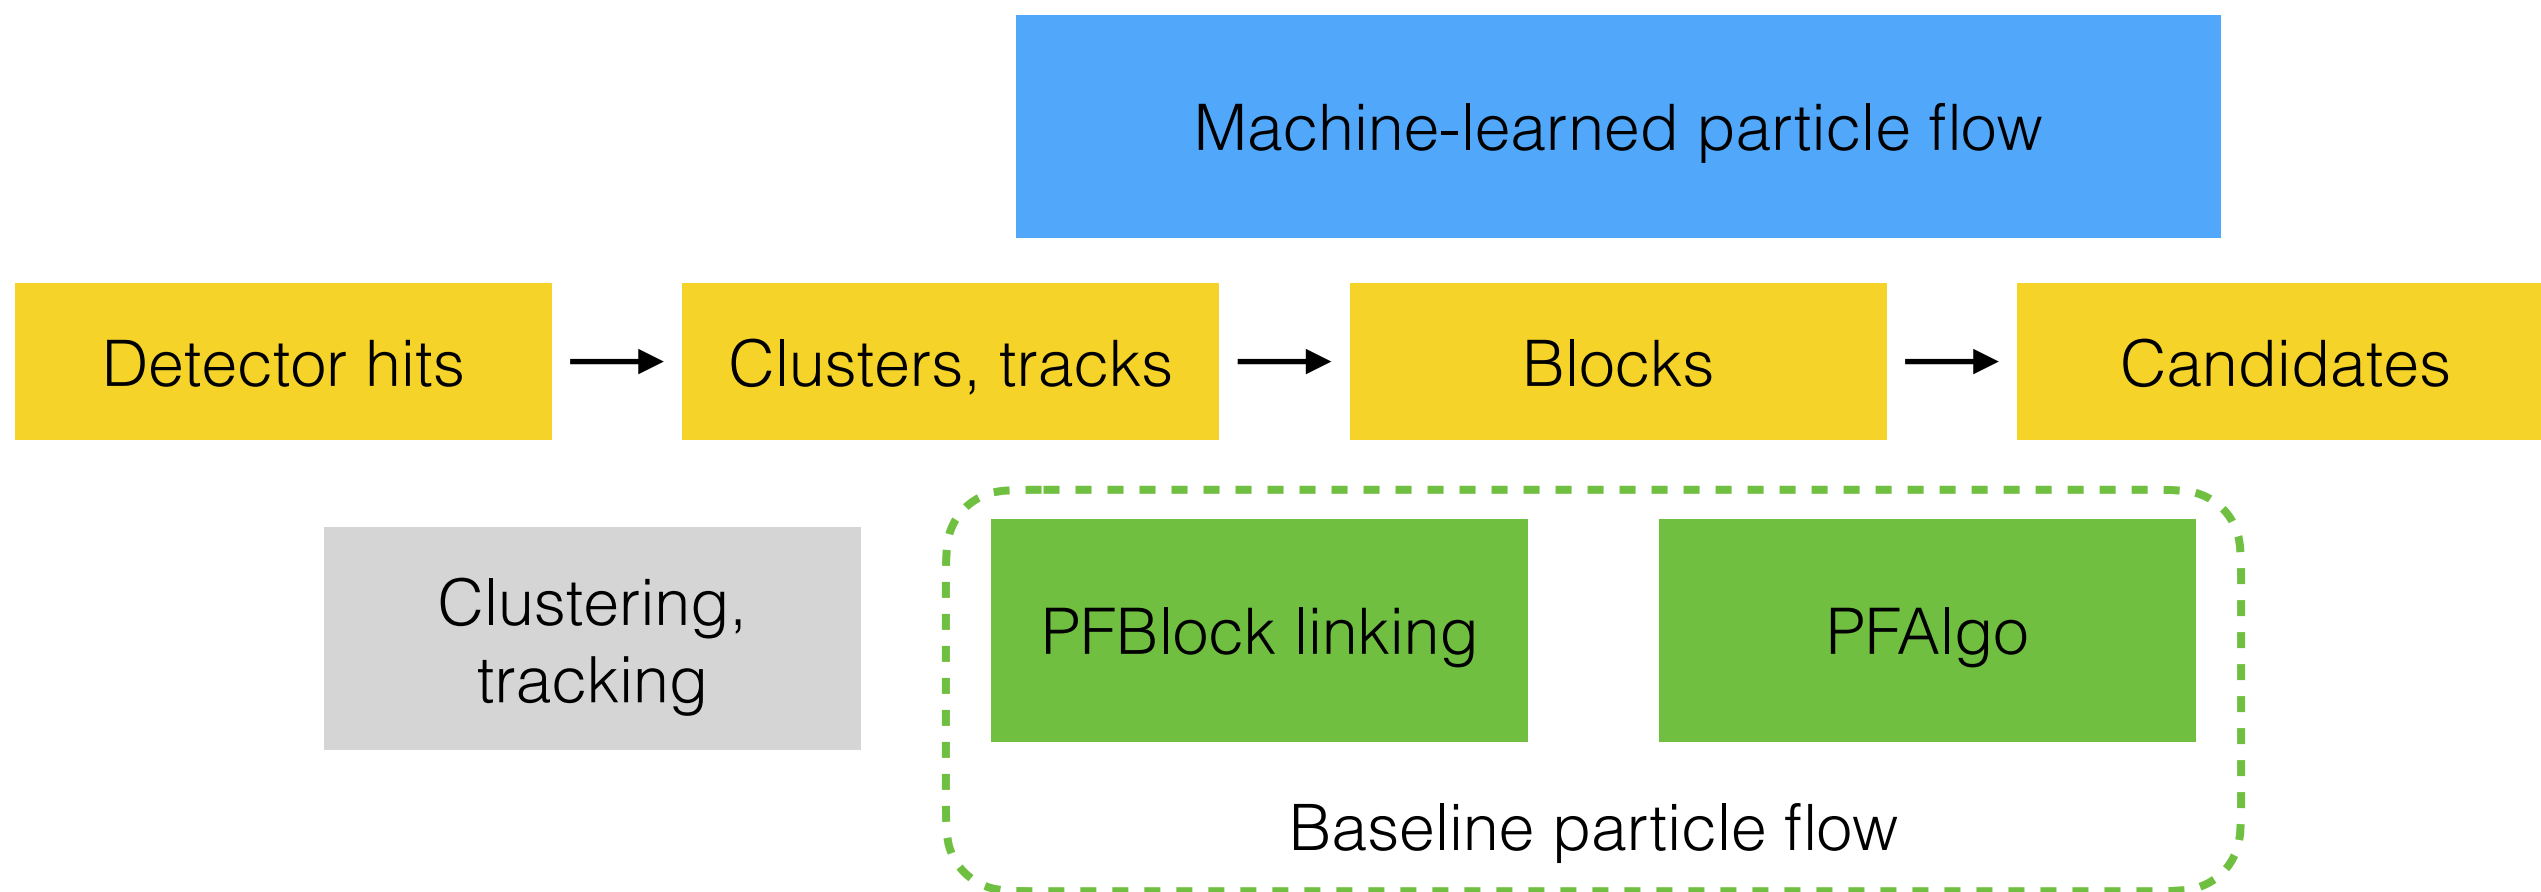 Machine-learned particle flow
Detector hits
Clusters, tracks
Blocks
Candidates
Clustering,
tracking
PFBlock linking
PFAlgo
Baseline particle flow